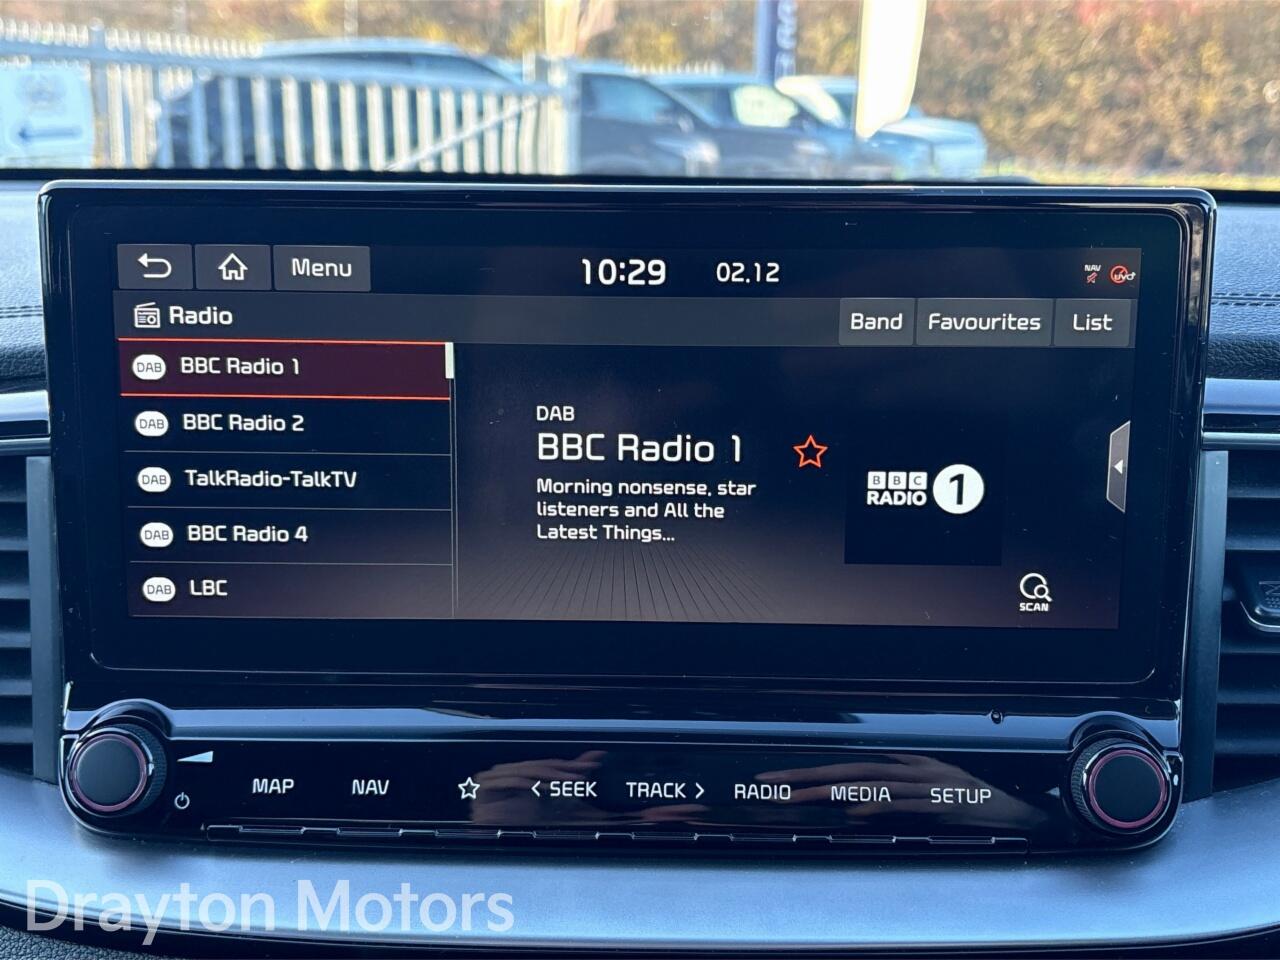 Menu
10:29
02.12
NAV
UVO
Radio
Band
Favourites
List
DAB BBC Radio 1
DAB BBC Radio 2
DAB TalkRadio-TalkTV
DAB BBC Radio 4
DAB LBC
DAB
BBC Radio 1
Morning nonsense, star
listeners and All the
Latest Things...
BBC
RADIO 1
SCAN
MAP
NAV
< SEEK
TRACK >
RADIO
MEDIA
SETUP
Drayton Motors